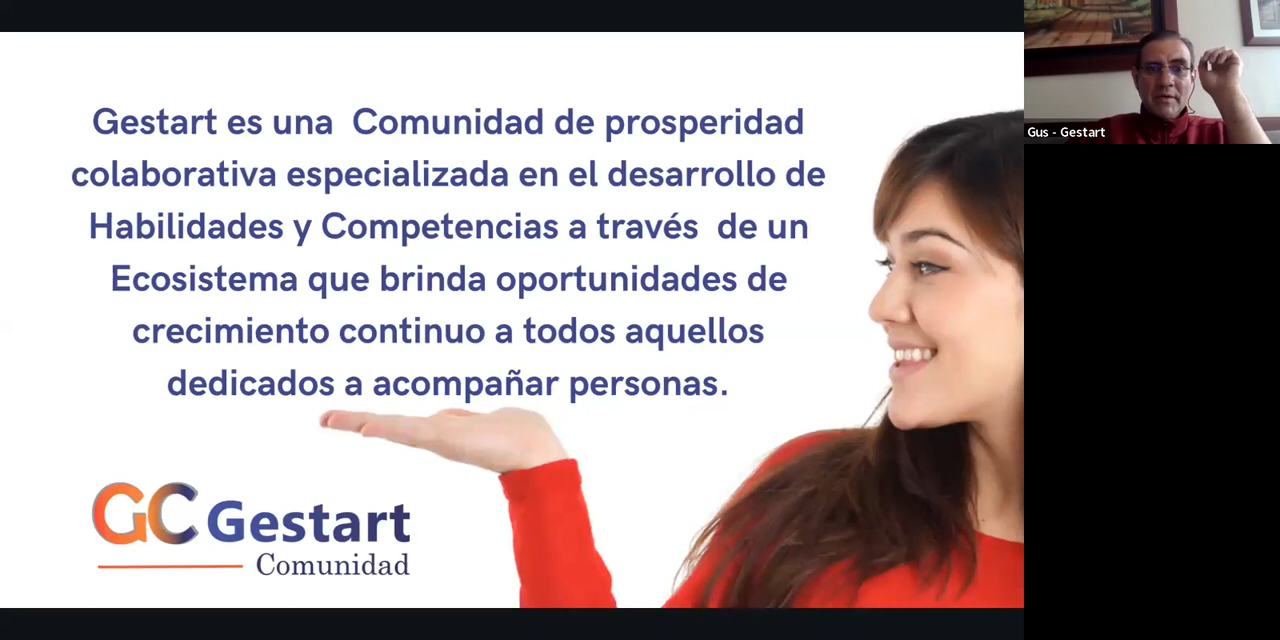 Gestart es una Comunidad de prosperidad
colaborativa especializada en el desarrollo de
Habilidades y Competencias a través de un
Ecosistema que brinda oportunidades de
crecimiento continuo a todos aquellos
dedicados a acompañar personas.
GC Gestart
Comunidad
Gus - Gestart